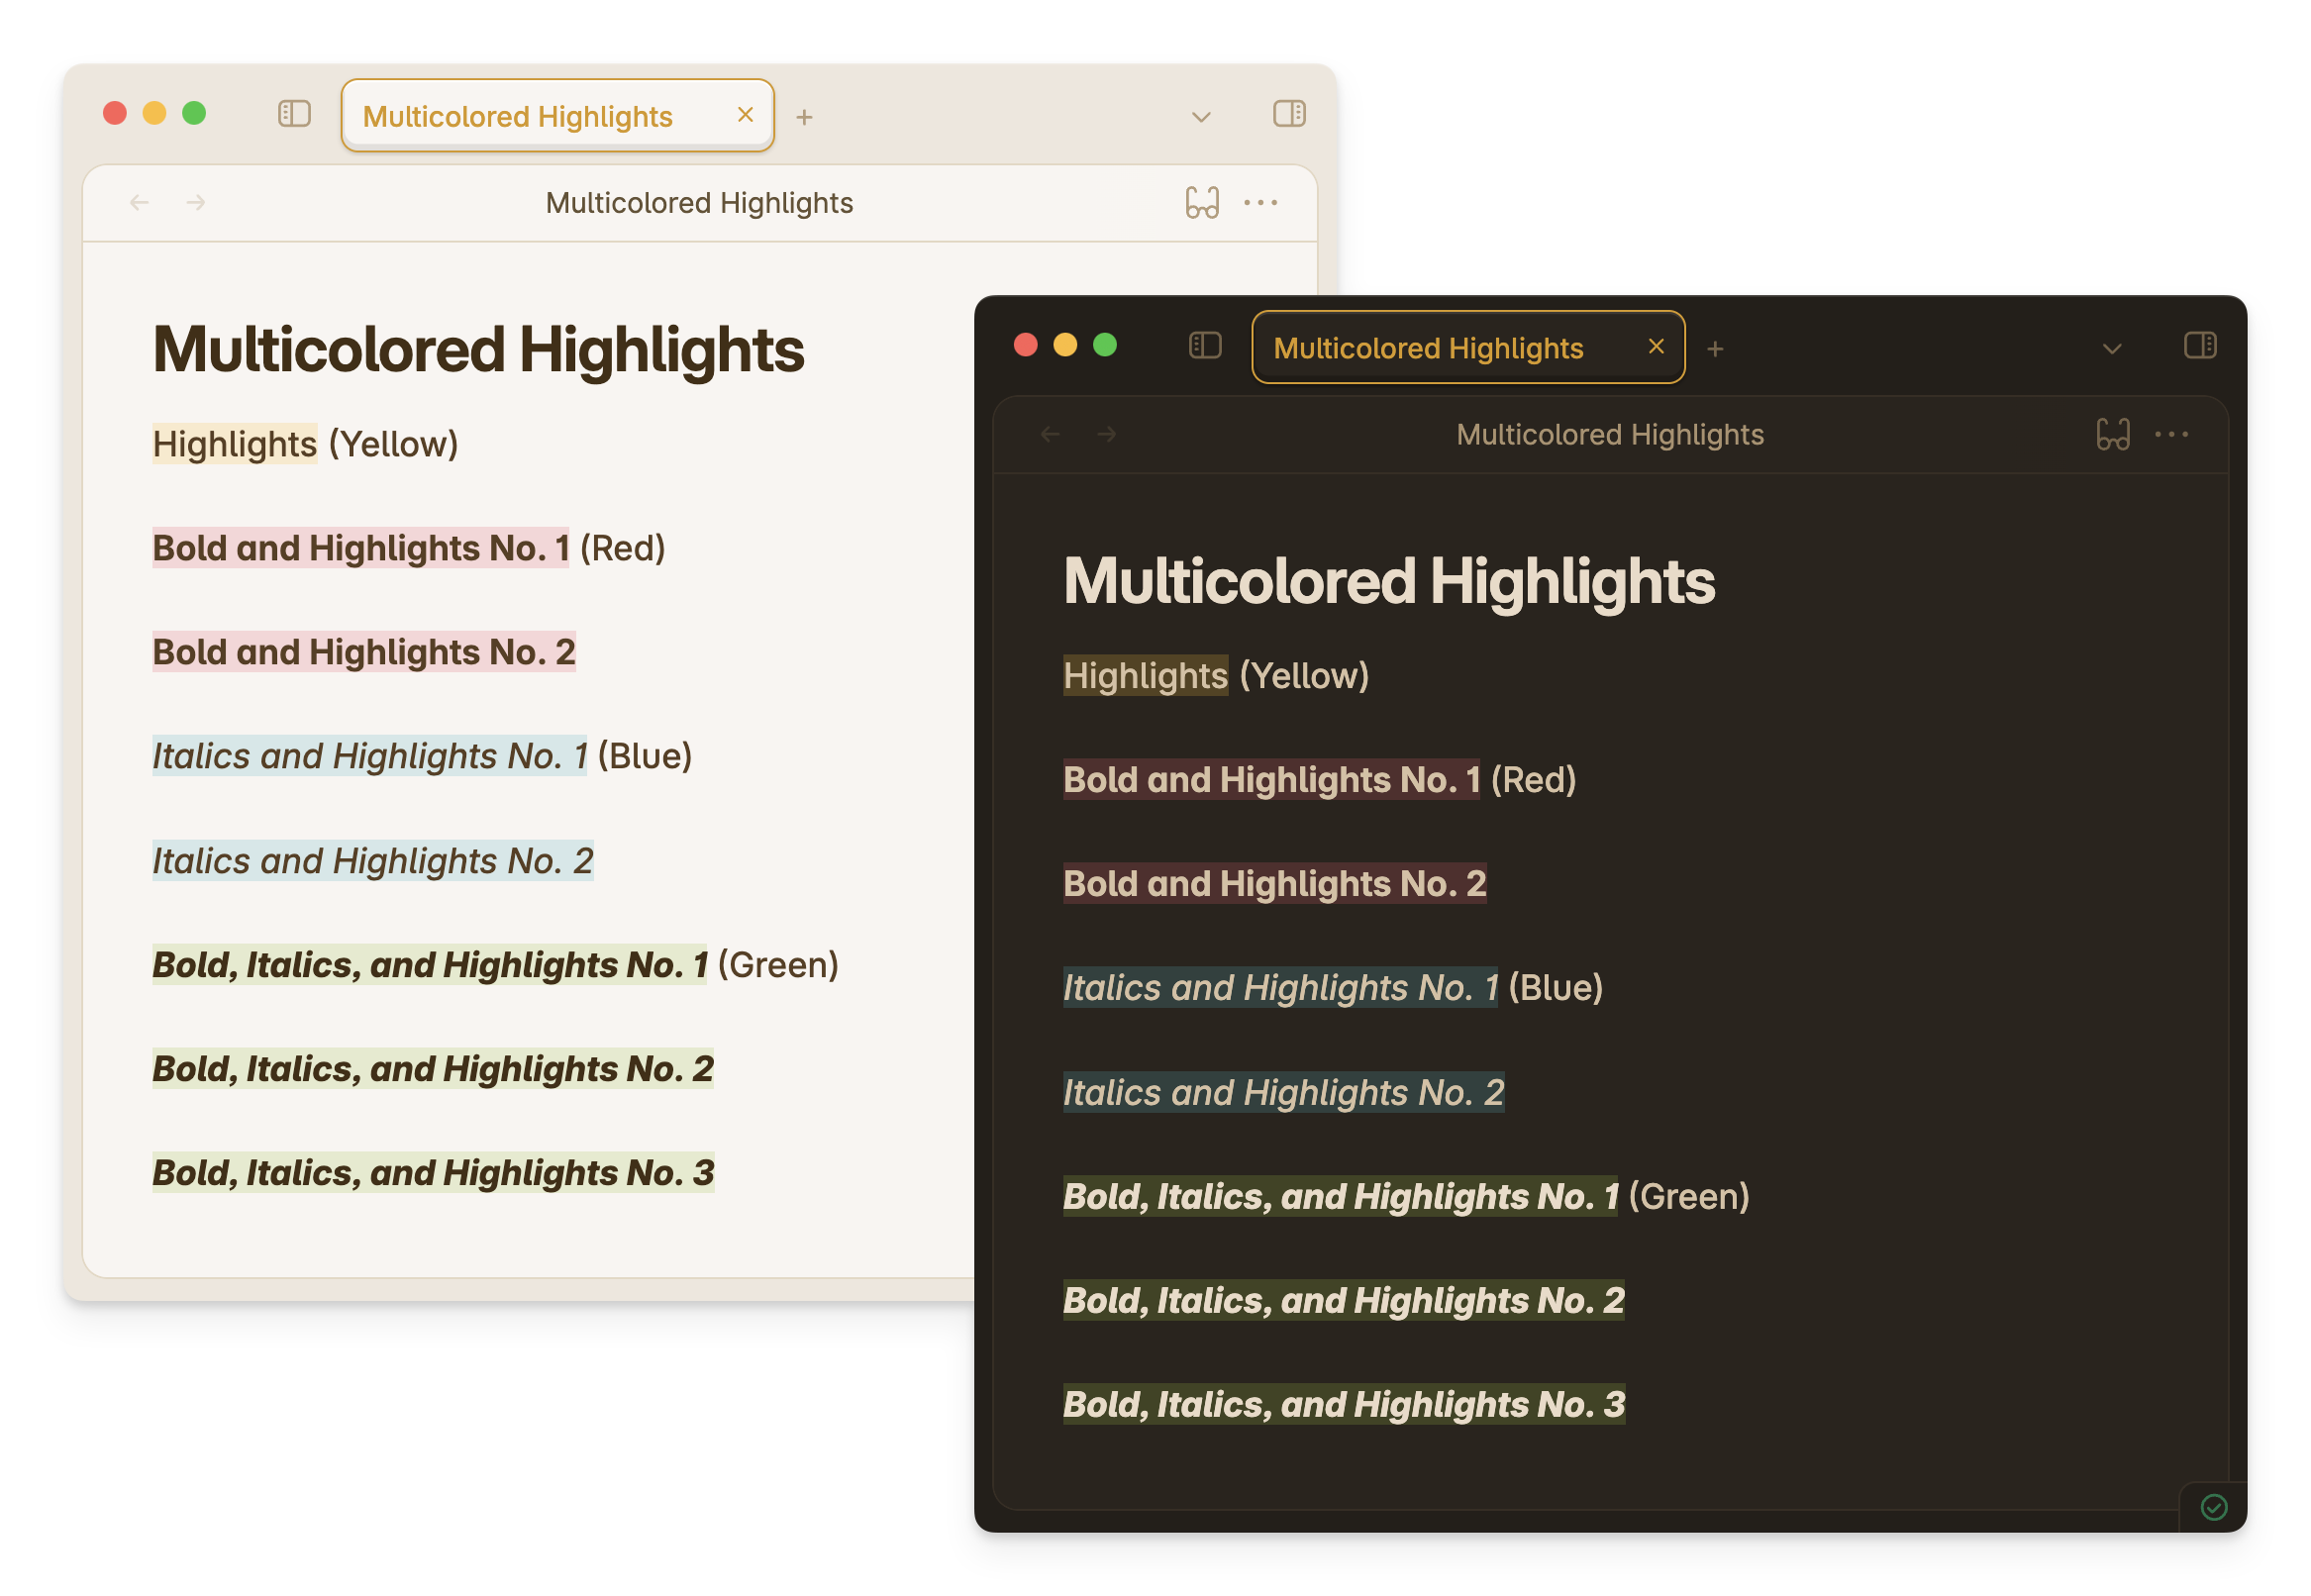 Multicolored Highlights
Multicolored Highlights
Multicolored Highlights
Highlights (Yellow)
Bold and Highlights No. 1 (Red)
Bold and Highlights No. 2
Italics and Highlights No. 1 (Blue)
Italics and Highlights No. 2
Bold, Italics, and Highlights No. 1 (Green)
Bold, Italics, and Highlights No. 2
Bold, Italics, and Highlights No. 3
Multicolored Highlights
Multicolored Highlights
Multicolored Highlights
Highlights (Yellow)
Bold and Highlights No. 1 (Red)
Bold and Highlights No. 2
Italics and Highlights No. 1 (Blue)
Italics and Highlights No. 2
Bold, Italics, and Highlights No. 1 (Green)
Bold, Italics, and Highlights No. 2
Bold, Italics, and Highlights No. 3